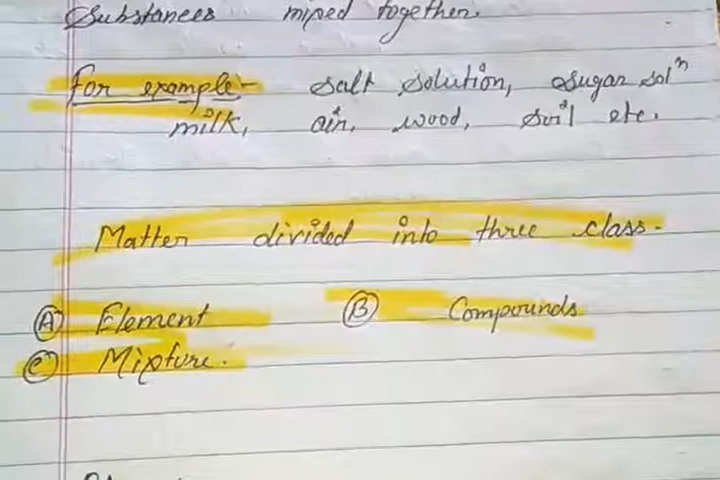 Substances mixed together.
For example - salt solution, sugar solⁿ
milk, air, wood, soil etc.
Matter divided into three class.
(A) Element (B) Compounds
(C) Mixture.